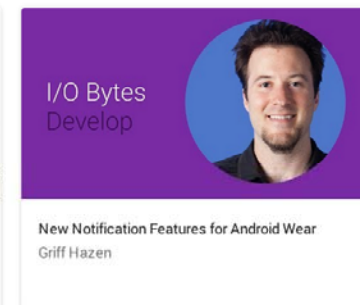 I/O Bytes
Develop
New Notification Features for Android Wear
Griff Hazen